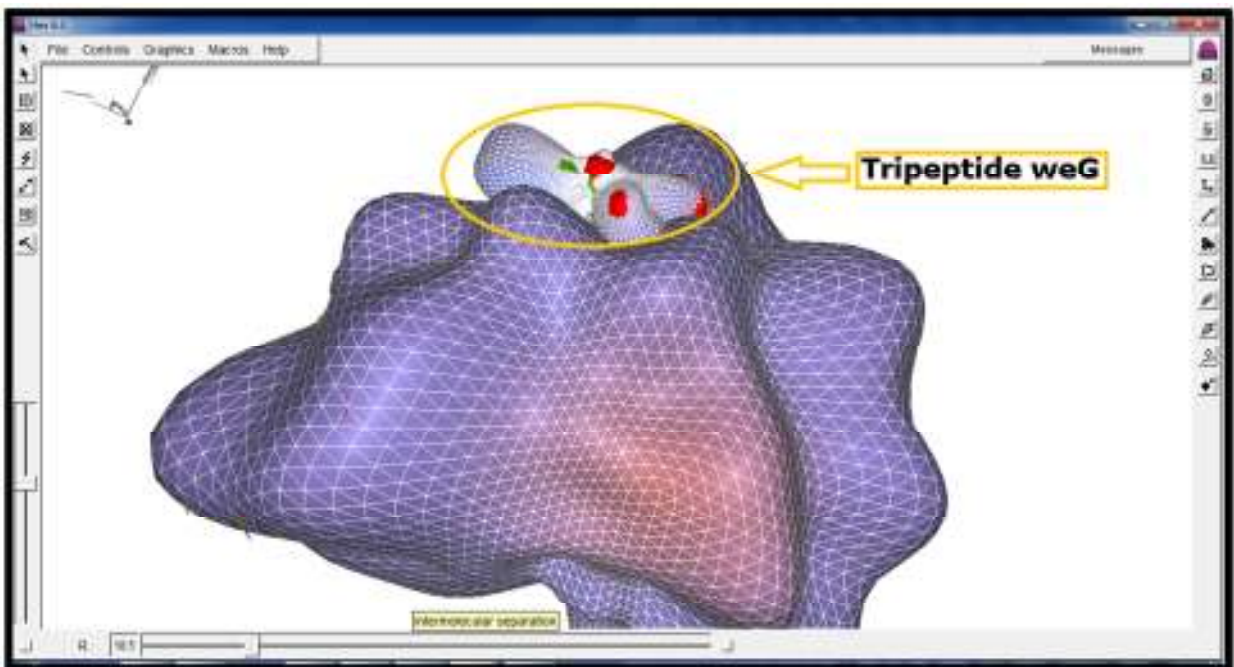 File Controls Graphics Macros Help Messages
Tripeptide weG
Intermolecular separation
R: